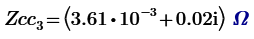 Zcc₃ = (3.61 • 10⁻³ + 0.02i) Ω